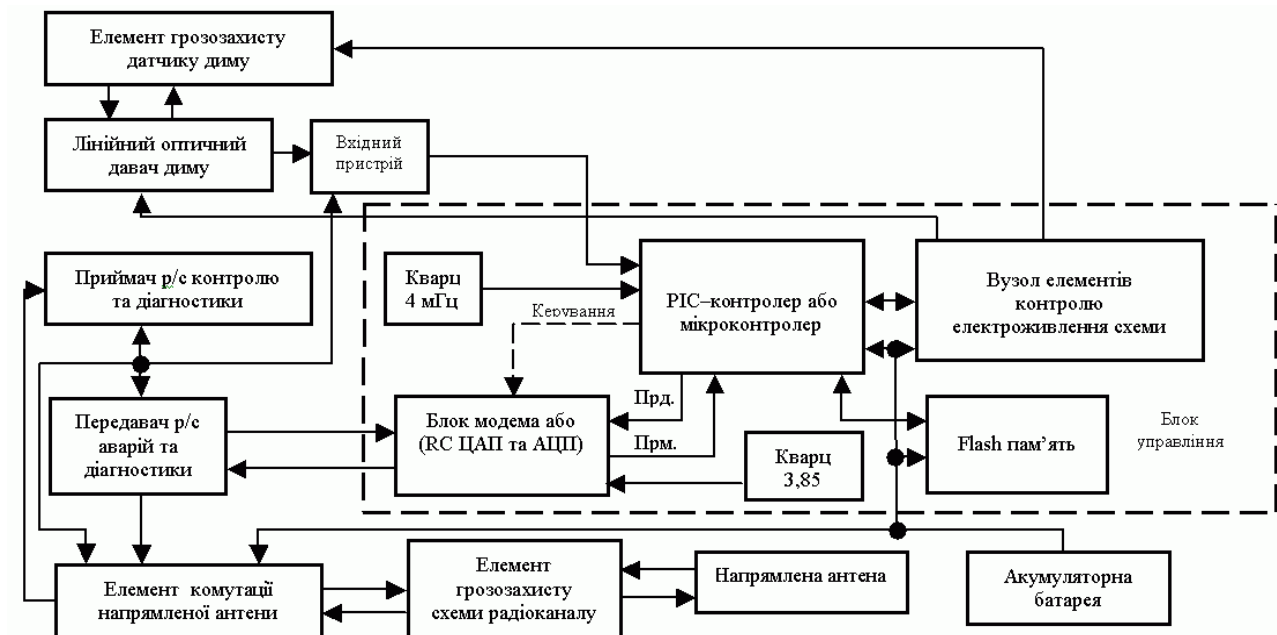 Елемент грозозахисту
датчику диму
Лінійний оптичний
давач диму
Вхідний
пристрій
Приймач р/с контролю
та діагностики
Кварц
4 мГц
Керування
PIC–контролер або
мікроконтролер
Вузол елементів
контролю
електроживлення схеми
Передавач р/с
аварій та
діагностики
Блок модема або
(RC ЦАП та АЦП)
Прд.
Прм.
Кварц
3,85
Flash пам’ять
Блок
управління
Елемент комутації
напрямленої антени
Елемент
грозозахисту
схеми радіоканалу
Напрямлена антена
Акумуляторна
батарея